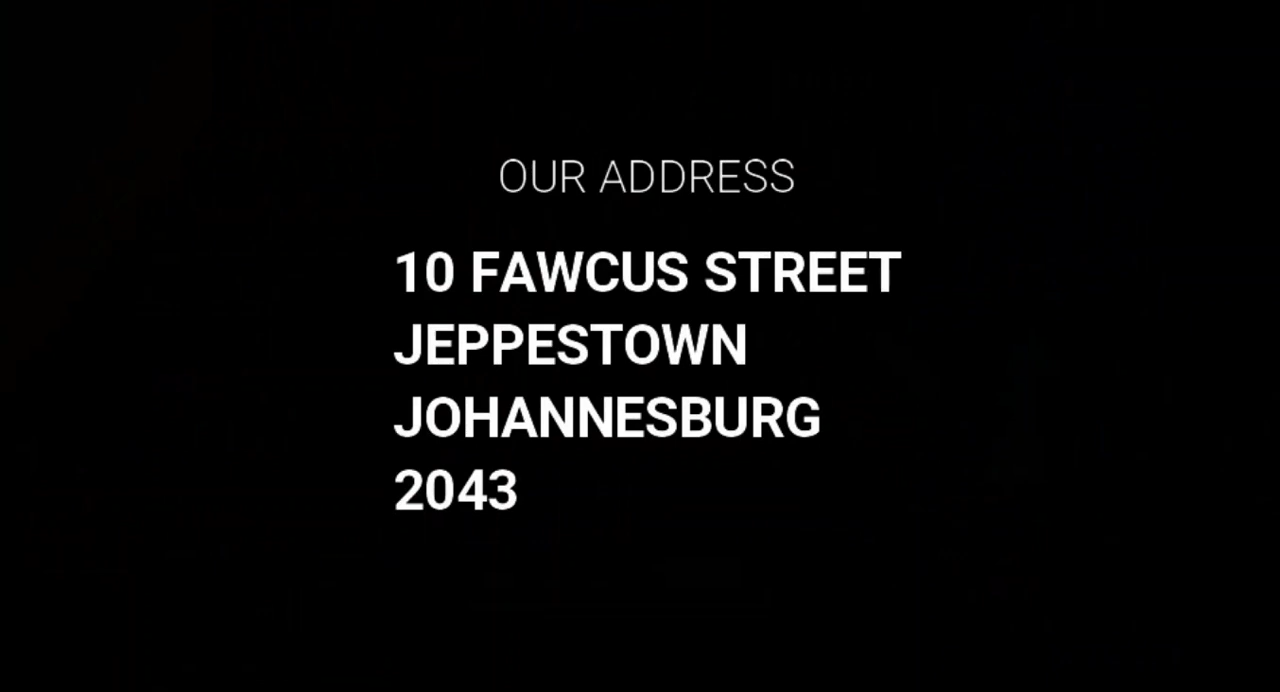 OUR ADDRESS
10 FAWCUS STREET
JEPPESTOWN
JOHANNESBURG
2043